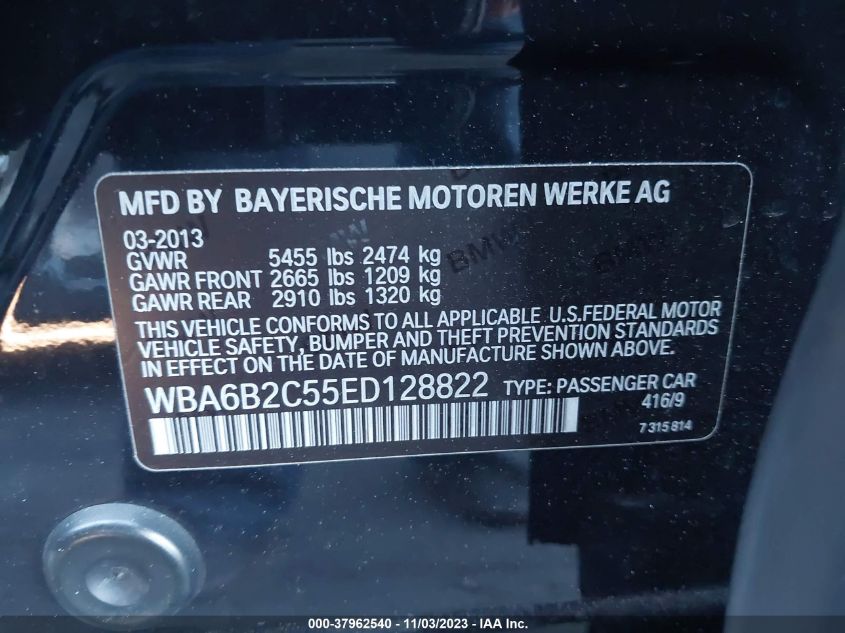 MFD BY BAYERISCHE MOTOREN WERKE AG
03-2013
GVWR 5455 lbs 2474 kg
GAWR FRONT 2665 lbs 1209 kg
GAWR REAR 2910 lbs 1320 kg
THIS VEHICLE CONFORMS TO ALL APPLICABLE U.S.FEDERAL MOTOR
VEHICLE SAFETY, BUMPER AND THEFT PREVENTION STANDARDS
IN EFFECT ON THE DATE OF MANUFACTURE SHOWN ABOVE.
WBA6B2C55ED128822 TYPE: PASSENGER CAR
416/9
7 315 814
BMW
000-37962540 - 11/03/2023 - IAA Inc.